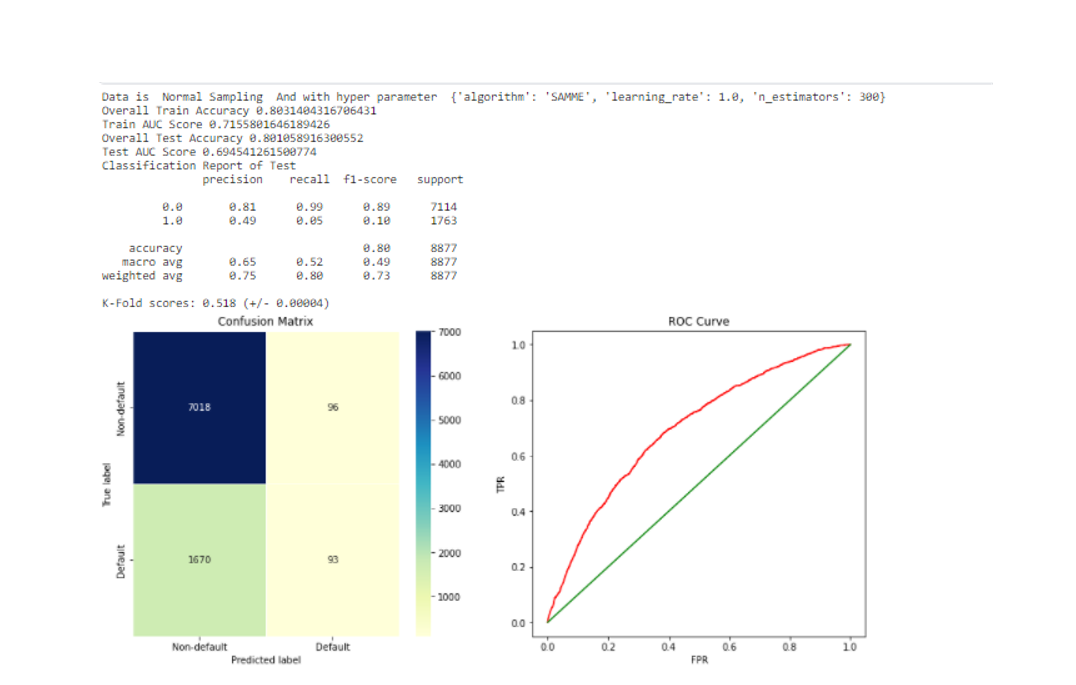 Data is  Normal Sampling  And with hyper parameter  {'algorithm': 'SAMME', 'learning_rate': 1.0, 'n_estimators': 300}
Overall Train Accuracy 0.8031404316706431
Train AUC Score 0.7155801646189426
Overall Test Accuracy 0.801058916300552
Test AUC Score 0.694541261500774
Classification Report of Test
precision    recall  f1-score   support
0.0       0.81      0.99      0.89      7114
1.0       0.49      0.05      0.10      1763
accuracy                           0.80      8877
macro avg       0.65      0.52      0.49      8877
weighted avg       0.75      0.80      0.73      8877
K-Fold scores: 0.518 (+/- 0.00004)
Confusion Matrix
True label
Non-default
Default
7018
96
1670
93
Non-default
Default
Predicted label
7000
6000
5000
4000
3000
2000
1000
ROC Curve
TPR
1.0
0.8
0.6
0.4
0.2
0.0
0.0
0.2
0.4
0.6
0.8
1.0
FPR